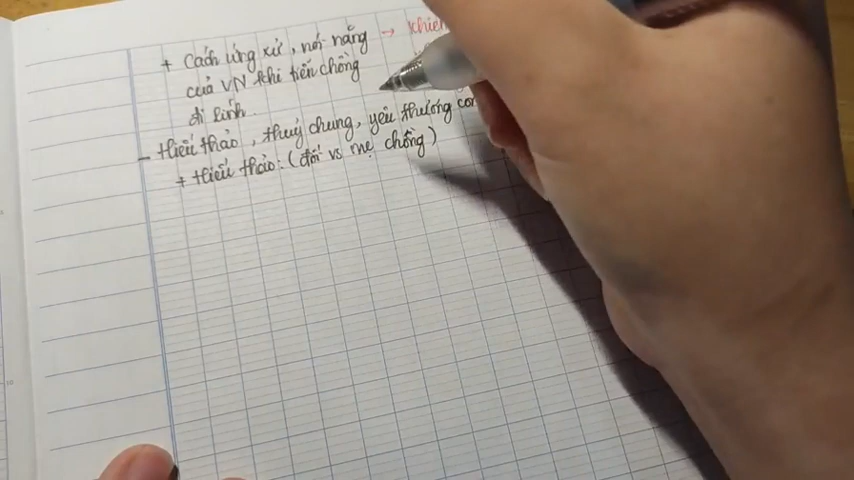 + Cách ứng xử, nói năng → khiên
của VN khi tiễn chồng
đi lính.
- Hiếu thảo, thuỷ chung, yêu thương con
+ Hiếu thảo: (đối vs mẹ chồng)